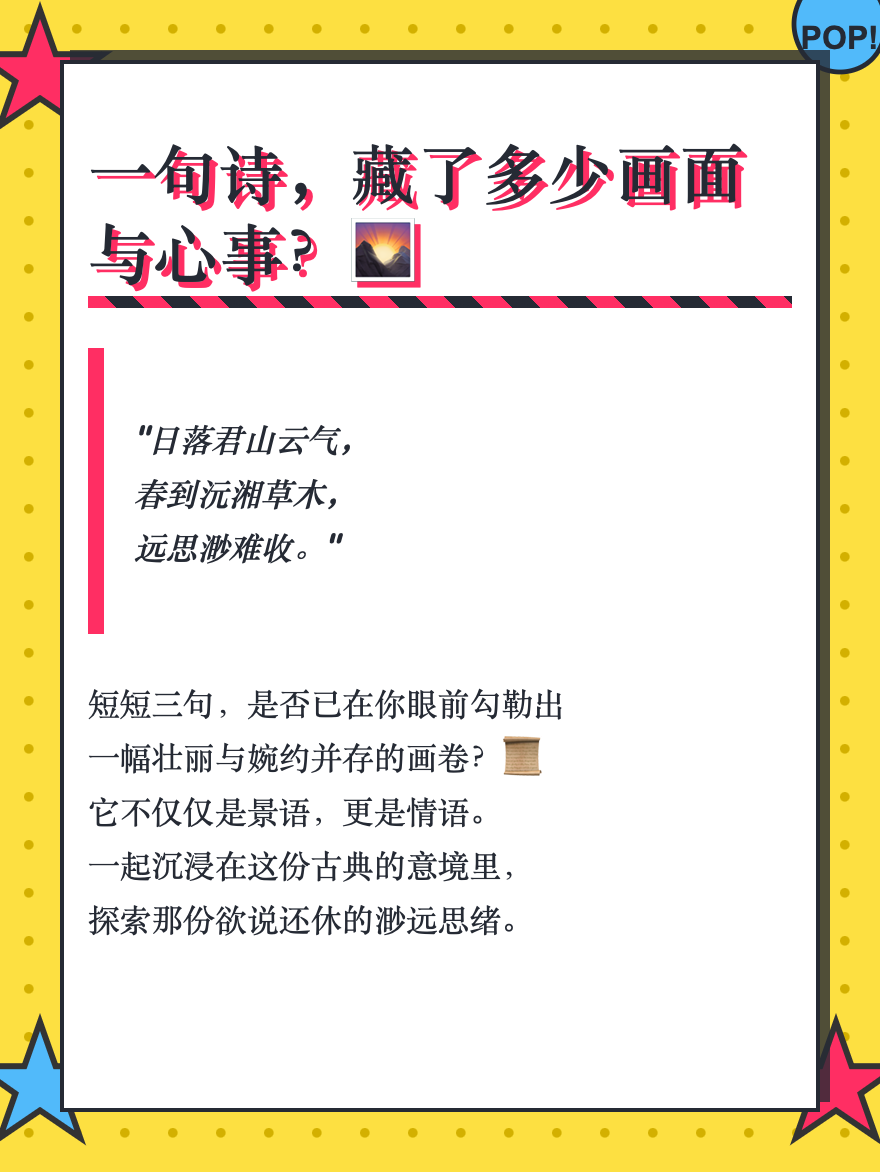 POP!
一句诗，藏了多少画面
与心事？
"日落君山云气，
春到沅湘草木，
远思渺难收。"
短短三句，是否已在你眼前勾勒出
一幅壮丽与婉约并存的画卷？
它不仅仅是景语，更是情语。
一起沉浸在这份古典的意境里，
探索那份欲说还休的渺远思绪。